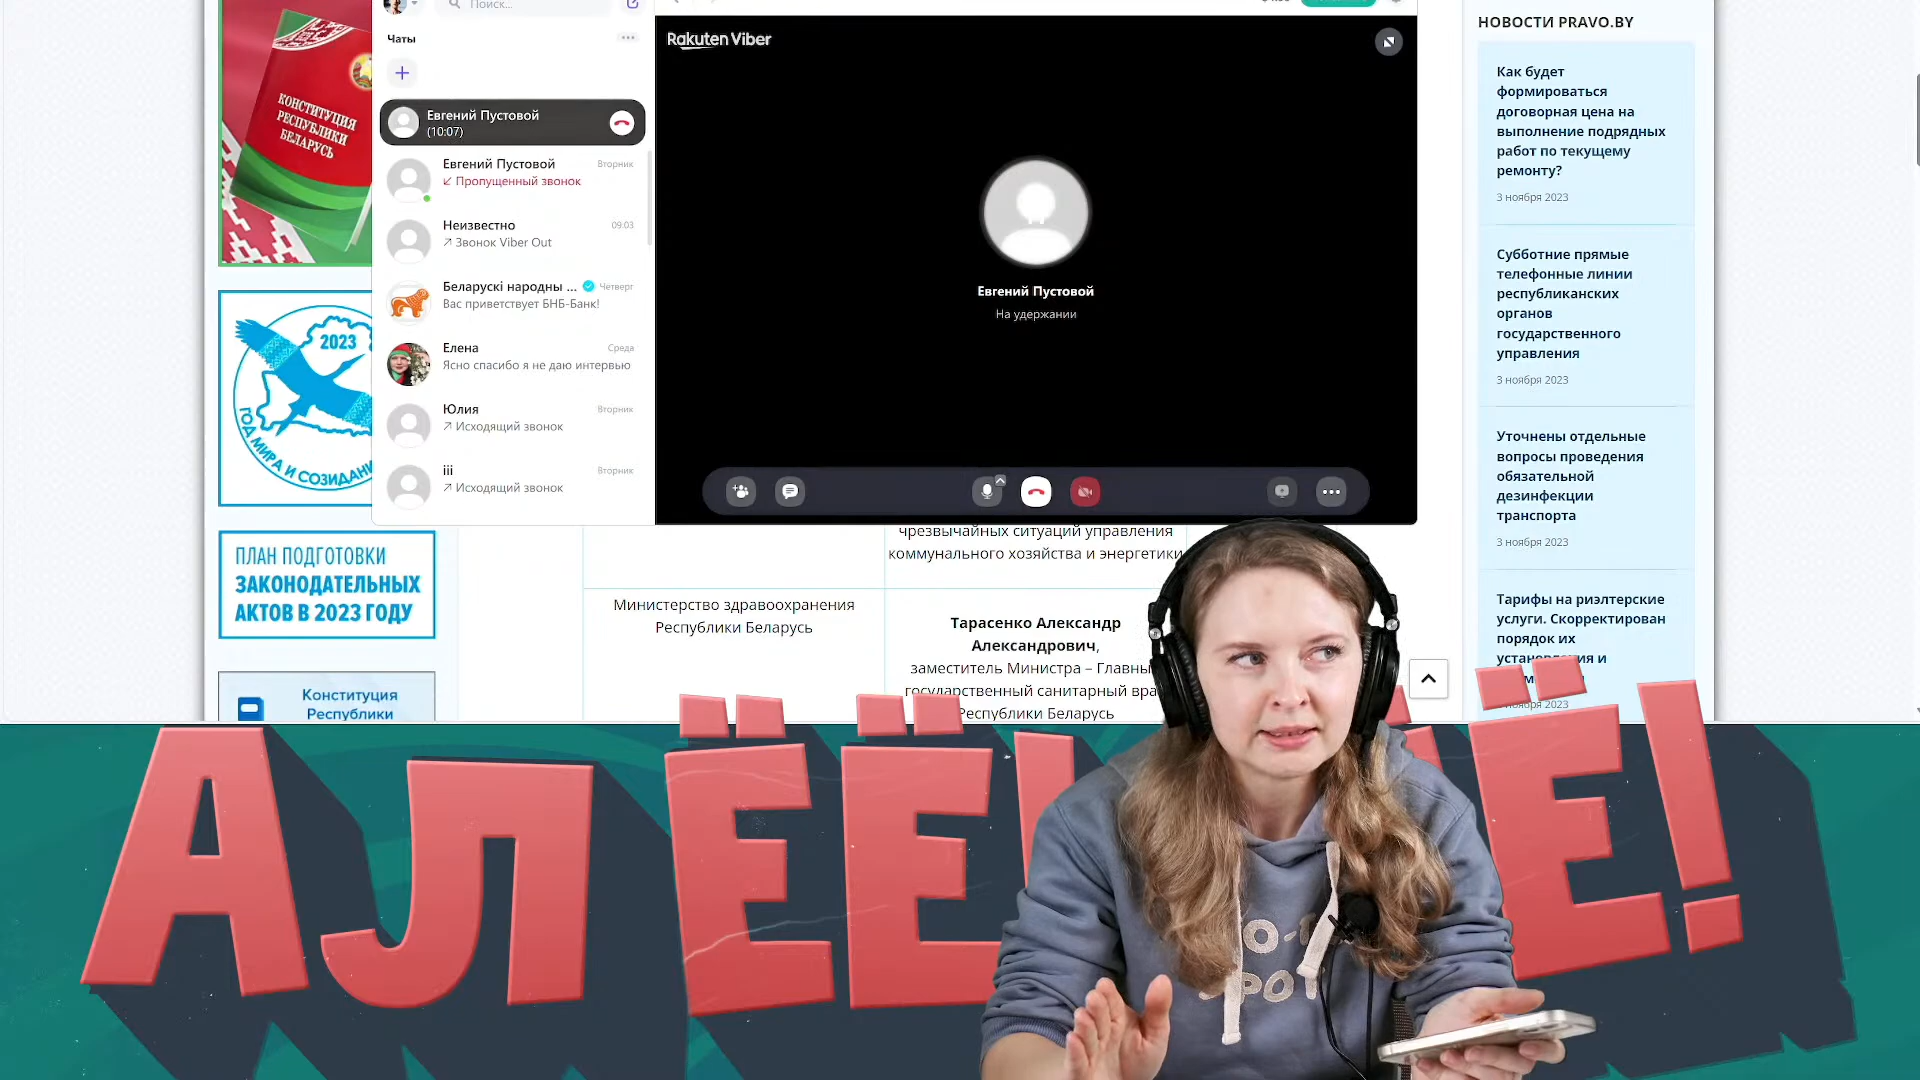 КОНСТИТУЦИЯ
РЕСПУБЛИКИ
БЕЛАРУСЬ
2023
ГОД МИРА И СОЗИДАНИ
ПЛАН ПОДГОТОВКИ
ЗАКОНОДАТЕЛЬНЫХ
АКТОВ В 2023 ГОДУ
Конституция
Республики
Поиск...
Чаты
Евгений Пустовой
(10:07)
Евгений Пустовой
Вторник
Пропущенный звонок
Неизвестно
09:03
Звонок Viber Out
Беларускі народны ...
Четверг
Вас приветствует БНБ-Банк!
Елена
Среда
Ясно спасибо я не даю интервью
Юлия
Вторник
Исходящий звонок
iii
Вторник
Исходящий звонок
Rakuten Viber
Евгений Пустовой
На удержании
чрезвычайных ситуаций управления
коммунального хозяйства и энергетики
Министерство здравоохранения
Республики Беларусь
Тарасенко Александр
Александрович,
заместитель Министра – Главны
государственный санитарный вра
Республики Беларусь
НОВОСТИ PRAVO.BY
Как будет
формироваться
договорная цена на
выполнение подрядных
работ по текущему
ремонту?
3 ноября 2023
Субботние прямые
телефонные линии
республиканских
органов
государственного
управления
3 ноября 2023
Уточнены отдельные
вопросы проведения
обязательной
дезинфекции
транспорта
3 ноября 2023
Тарифы на риэлтерские
услуги. Скорректирован
порядок их
ноября 2023
АЛЁЁ
Ё!